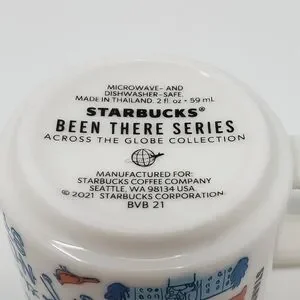 MICROWAVE- AND
DISHWASHER-SAFE.
MADE IN THAILAND. 2 fl. oz • 59 mL
STARBUCKS®
BEEN THERE SERIES
ACROSS THE GLOBE COLLECTION
MANUFACTURED FOR:
STARBUCKS COFFEE COMPANY
SEATTLE, WA 98134 USA.
© 2021 STARBUCKS CORPORATION.
BVB 21